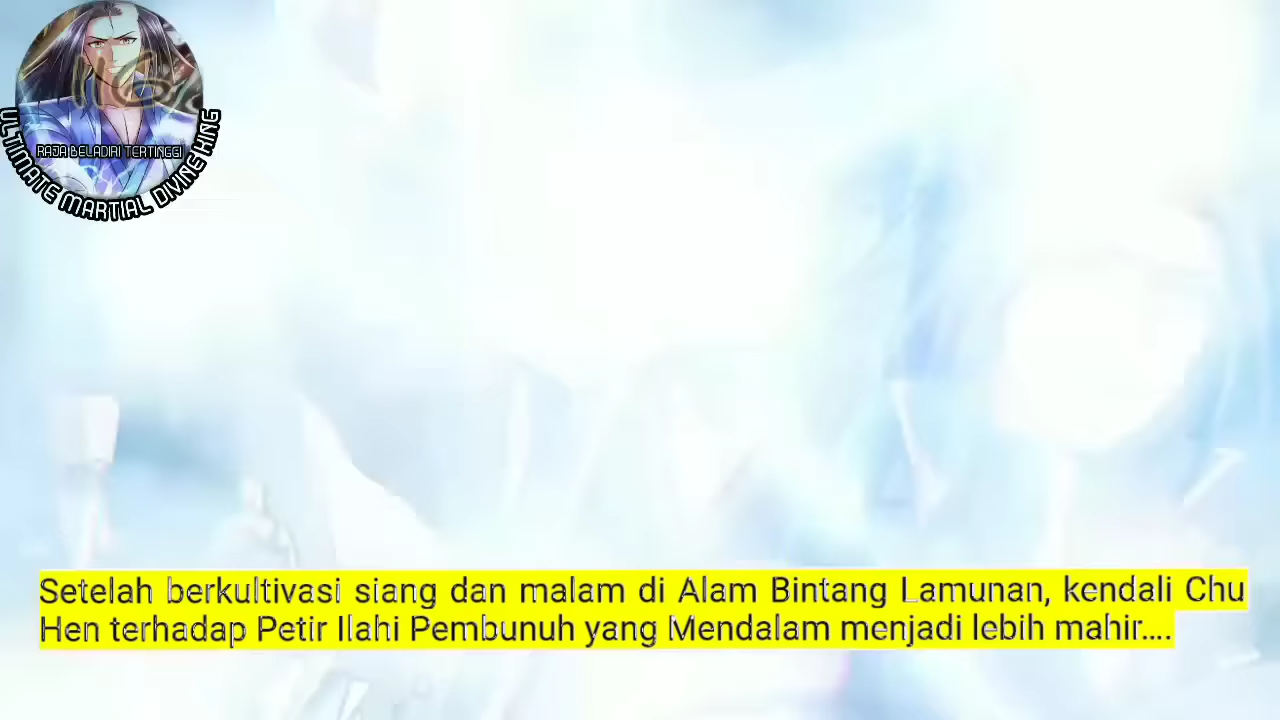 RAJA BELADIRI TERTINGGI
ULTIMATE MARTIAL DIVINE KING
Setelah berkultivasi siang dan malam di Alam Bintang Lamunan, kendali Chu
Hen terhadap Petir Ilahi Pembunuh yang Mendalam menjadi lebih mahir....